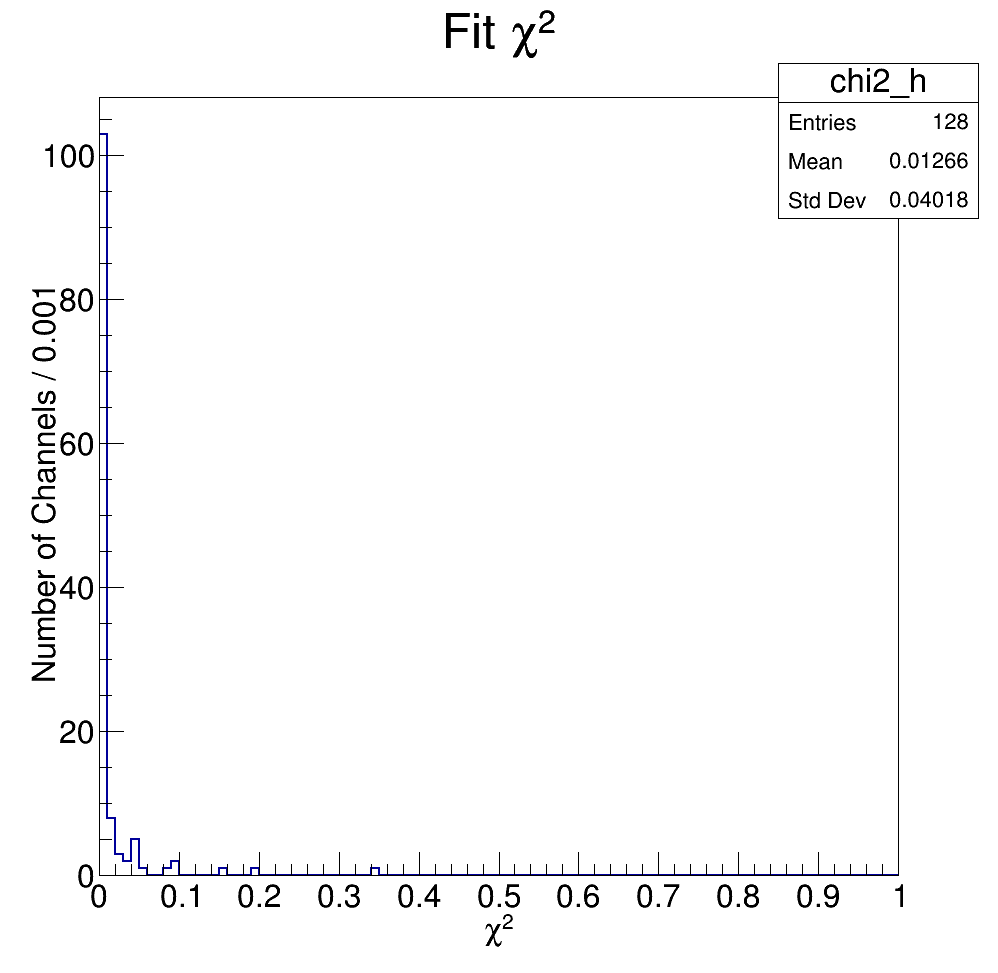 Fit χ²
chi2_h
Entries 128
Mean 0.01266
Std Dev 0.04018
Number of Channels / 0.001
100
80
60
40
20
0
0 0.1 0.2 0.3 0.4 0.5 0.6 0.7 0.8 0.9 1
χ²